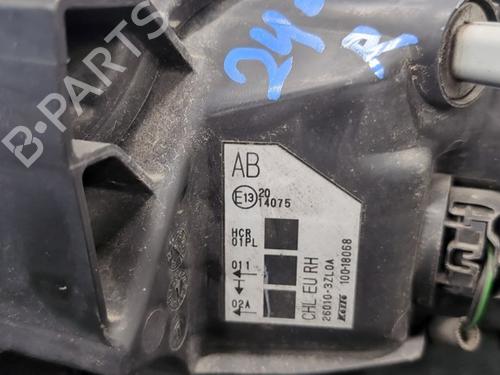 B-PARTS
AB
E13
20
14075
HCR
01PL
011
02A
CHL EU RH
26010-3ZL0A
KOITO 100-18068